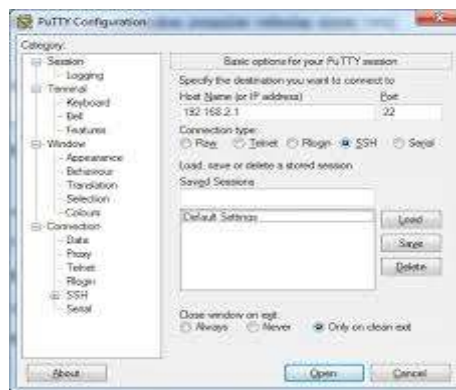 PuTTY Configuration
Category:
Session
Logging
Terminal
Keyboard
Bell
Features
Window
Appearance
Behaviour
Translation
Selection
Colours
Connection
Data
Proxy
Telnet
Rlogin
SSH
Serial
Basic options for your PuTTY session
Specify the destination you want to connect to
Host Name (or IP address) Port
192.168.2.1 22
Connection type:
Raw Telnet Rlogin SSH Serial
Load, save or delete a stored session
Saved Sessions
Default Settings
Load
Save
Delete
Close window on exit:
Always Never Only on clean exit
About Open Cancel